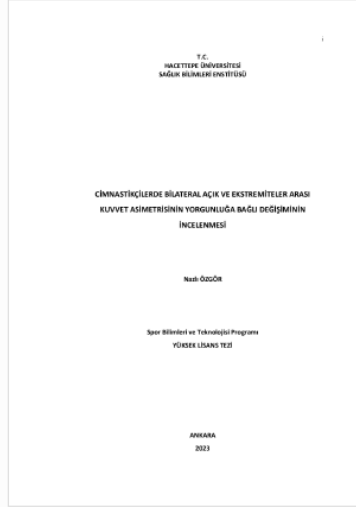 i
T.C.
HACETTEPE ÜNİVERSİTESİ
SAĞLIK BİLİMLERİ ENSTİTÜSÜ
CİMNASTİKÇİLERDE BİLATERAL AÇIK VE EKSTREMİTELER ARASI
KUVVET ASİMETRİSİNİN YORGUNLUĞA BAĞLI DEĞİŞİMİNİN
İNCELENMESİ
Nazlı ÖZGÖR
Spor Bilimleri ve Teknolojisi Programı
YÜKSEK LİSANS TEZİ
ANKARA
2023